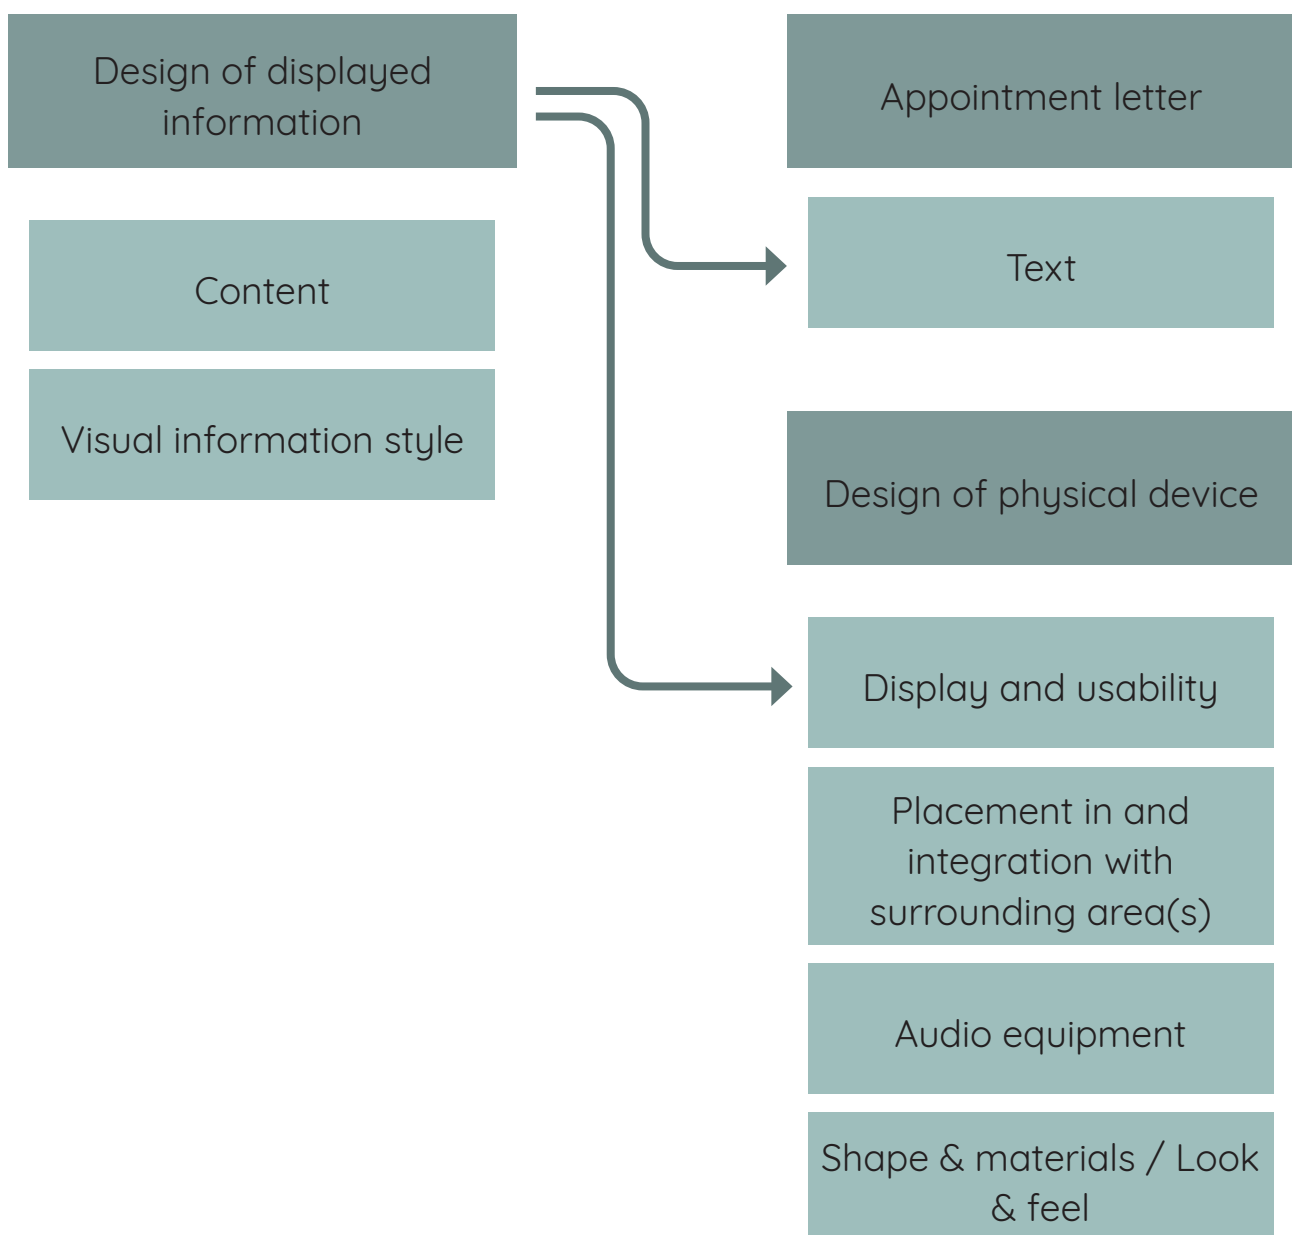 Design of displayed
information
Content
Visual information style
Appointment letter
Text
Design of physical device
Display and usability
Placement in and
integration with
surrounding area(s)
Audio equipment
Shape & materials / Look
& feel